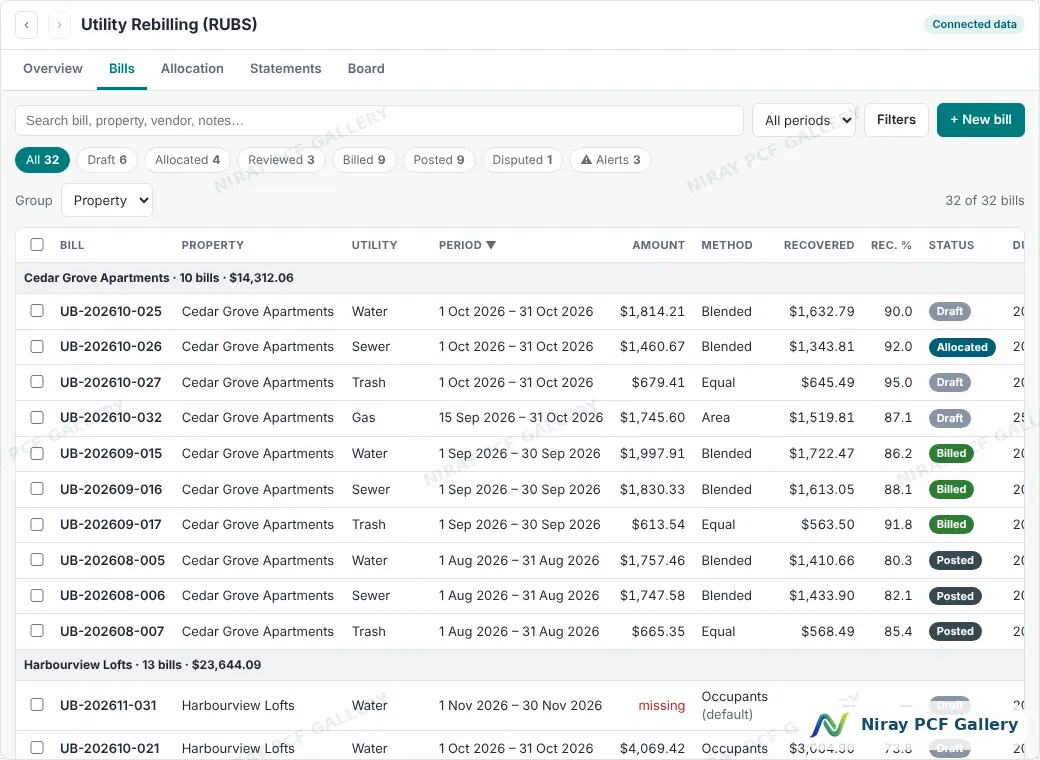 ‹ › Utility Rebilling (RUBS) Connected data
Overview Bills Allocation Statements Board
Search bill, property, vendor, notes… All periods Filters + New bill
All 32 Draft 6 Allocated 4 Reviewed 3 Billed 9 Posted 9 Disputed 1 ⚠ Alerts 3
Group Property 32 of 32 bills
BILL PROPERTY UTILITY PERIOD ▼ AMOUNT METHOD RECOVERED REC. % STATUS
Cedar Grove Apartments · 10 bills · $14,312.06
UB-202610-025 Cedar Grove Apartments Water 1 Oct 2026 – 31 Oct 2026 $1,814.21 Blended $1,632.79 90.0 Draft
UB-202610-026 Cedar Grove Apartments Sewer 1 Oct 2026 – 31 Oct 2026 $1,460.67 Blended $1,343.81 92.0 Allocated
UB-202610-027 Cedar Grove Apartments Trash 1 Oct 2026 – 31 Oct 2026 $679.41 Equal $645.49 95.0 Draft
UB-202610-032 Cedar Grove Apartments Gas 15 Sep 2026 – 31 Oct 2026 $1,745.60 Area $1,519.81 87.1 Draft
UB-202609-015 Cedar Grove Apartments Water 1 Sep 2026 – 30 Sep 2026 $1,997.91 Blended $1,722.47 86.2 Billed
UB-202609-016 Cedar Grove Apartments Sewer 1 Sep 2026 – 30 Sep 2026 $1,830.33 Blended $1,613.05 88.1 Billed
UB-202609-017 Cedar Grove Apartments Trash 1 Sep 2026 – 30 Sep 2026 $613.54 Equal $563.50 91.8 Billed
UB-202608-005 Cedar Grove Apartments Water 1 Aug 2026 – 31 Aug 2026 $1,757.46 Blended $1,410.66 80.3 Posted
UB-202608-006 Cedar Grove Apartments Sewer 1 Aug 2026 – 31 Aug 2026 $1,747.58 Blended $1,433.90 82.1 Posted
UB-202608-007 Cedar Grove Apartments Trash 1 Aug 2026 – 31 Aug 2026 $665.35 Equal $568.49 85.4 Posted
Harbourview Lofts · 13 bills · $23,644.09
UB-202611-031 Harbourview Lofts Water 1 Nov 2026 – 30 Nov 2026 missing Occupants (default) — — Draft
UB-202610-021 Harbourview Lofts Water 1 Oct 2026 – 31 Oct 2026 $4,069.42 Occupants Draft
Niray PCF Gallery
NIRAY PCF GALLERY